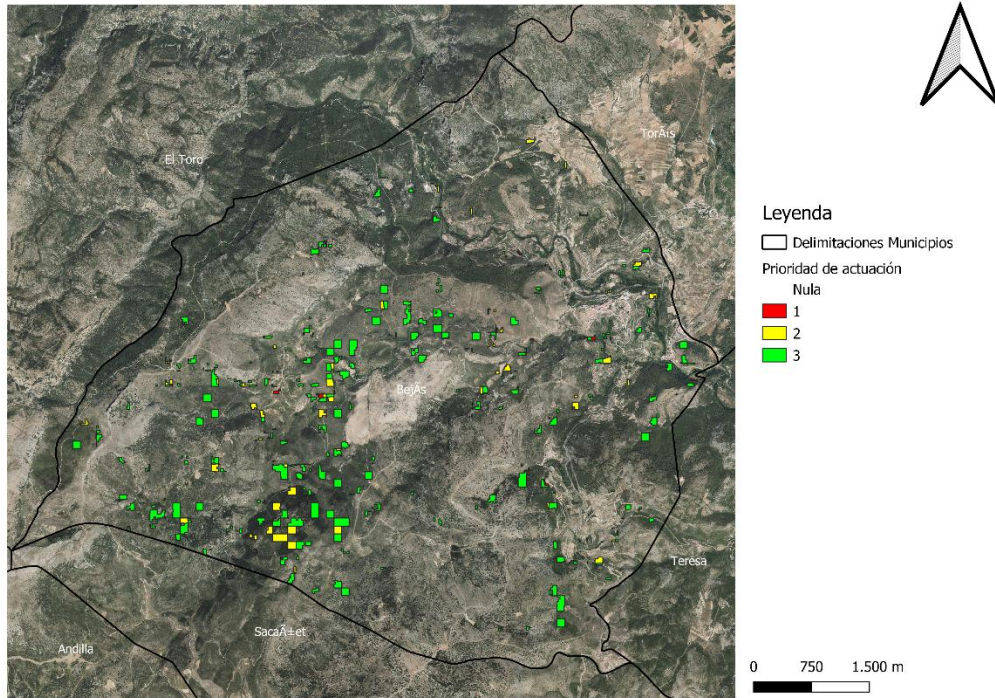 TorÃ¡s
El Toro
BejÃ­s
Teresa
SacaÃ±et
Andilla
Leyenda
Delimitaciones Municipios
Prioridad de actuación
Nula
1
2
3
0 750 1.500 m